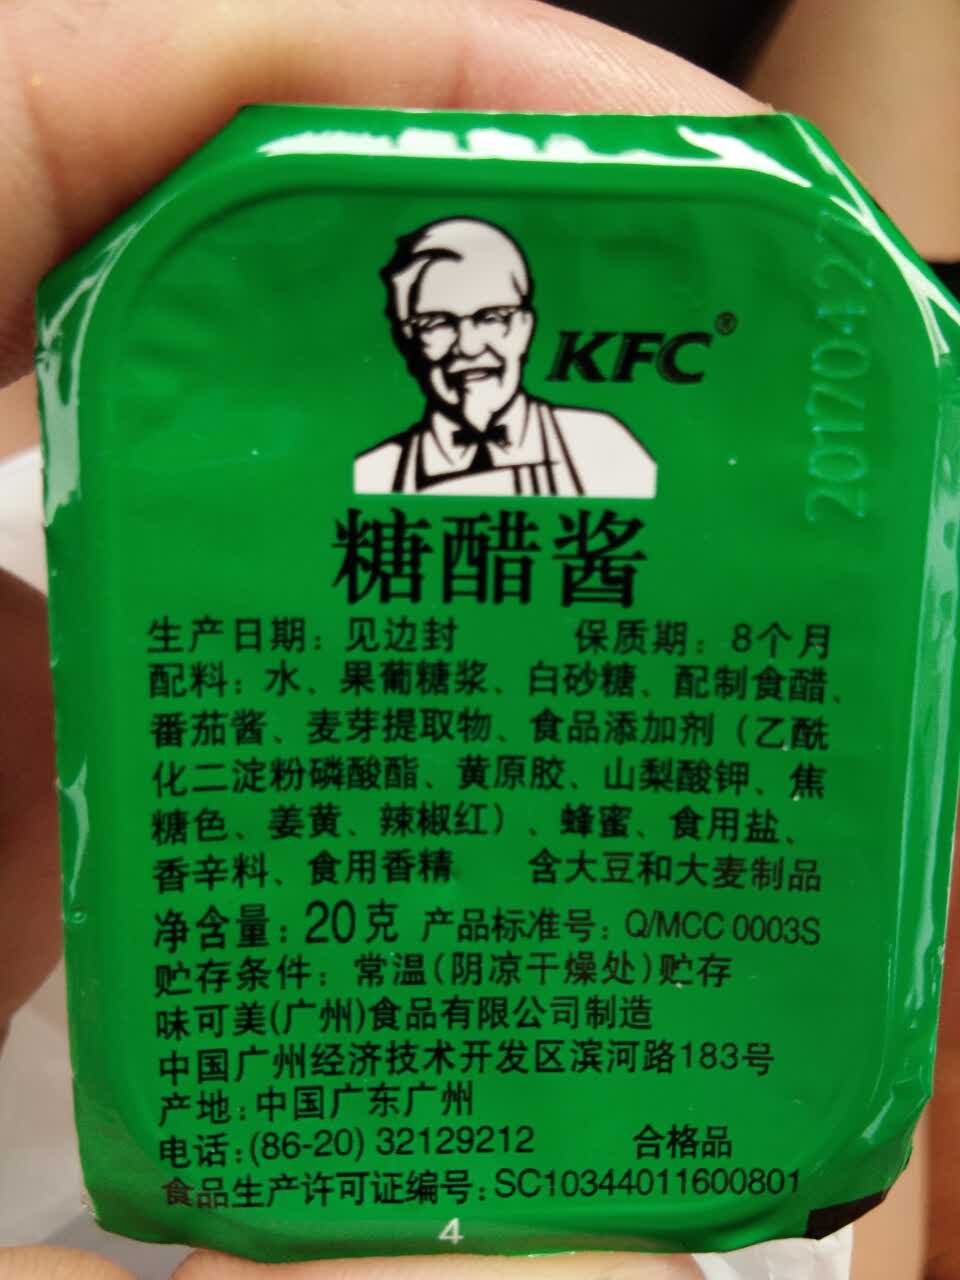 KFC®
20170422
糖醋酱
生产日期：见边封 保质期：8个月
配料：水、果葡糖浆、白砂糖、配制食醋、
番茄酱、麦芽提取物、食品添加剂（乙酰
化二淀粉磷酸酯、黄原胶、山梨酸钾、焦
糖色、姜黄、辣椒红）、蜂蜜、食用盐、
香辛料、食用香精 含大豆和大麦制品
净含量：20克 产品标准号：Q/MCC 0003S
贮存条件：常温(阴凉干燥处)贮存
味可美(广州)食品有限公司制造
中国广州经济技术开发区滨河路183号
产地：中国广东广州
电话：(86-20) 32129212 合格品
食品生产许可证编号：SC10344011600801
4